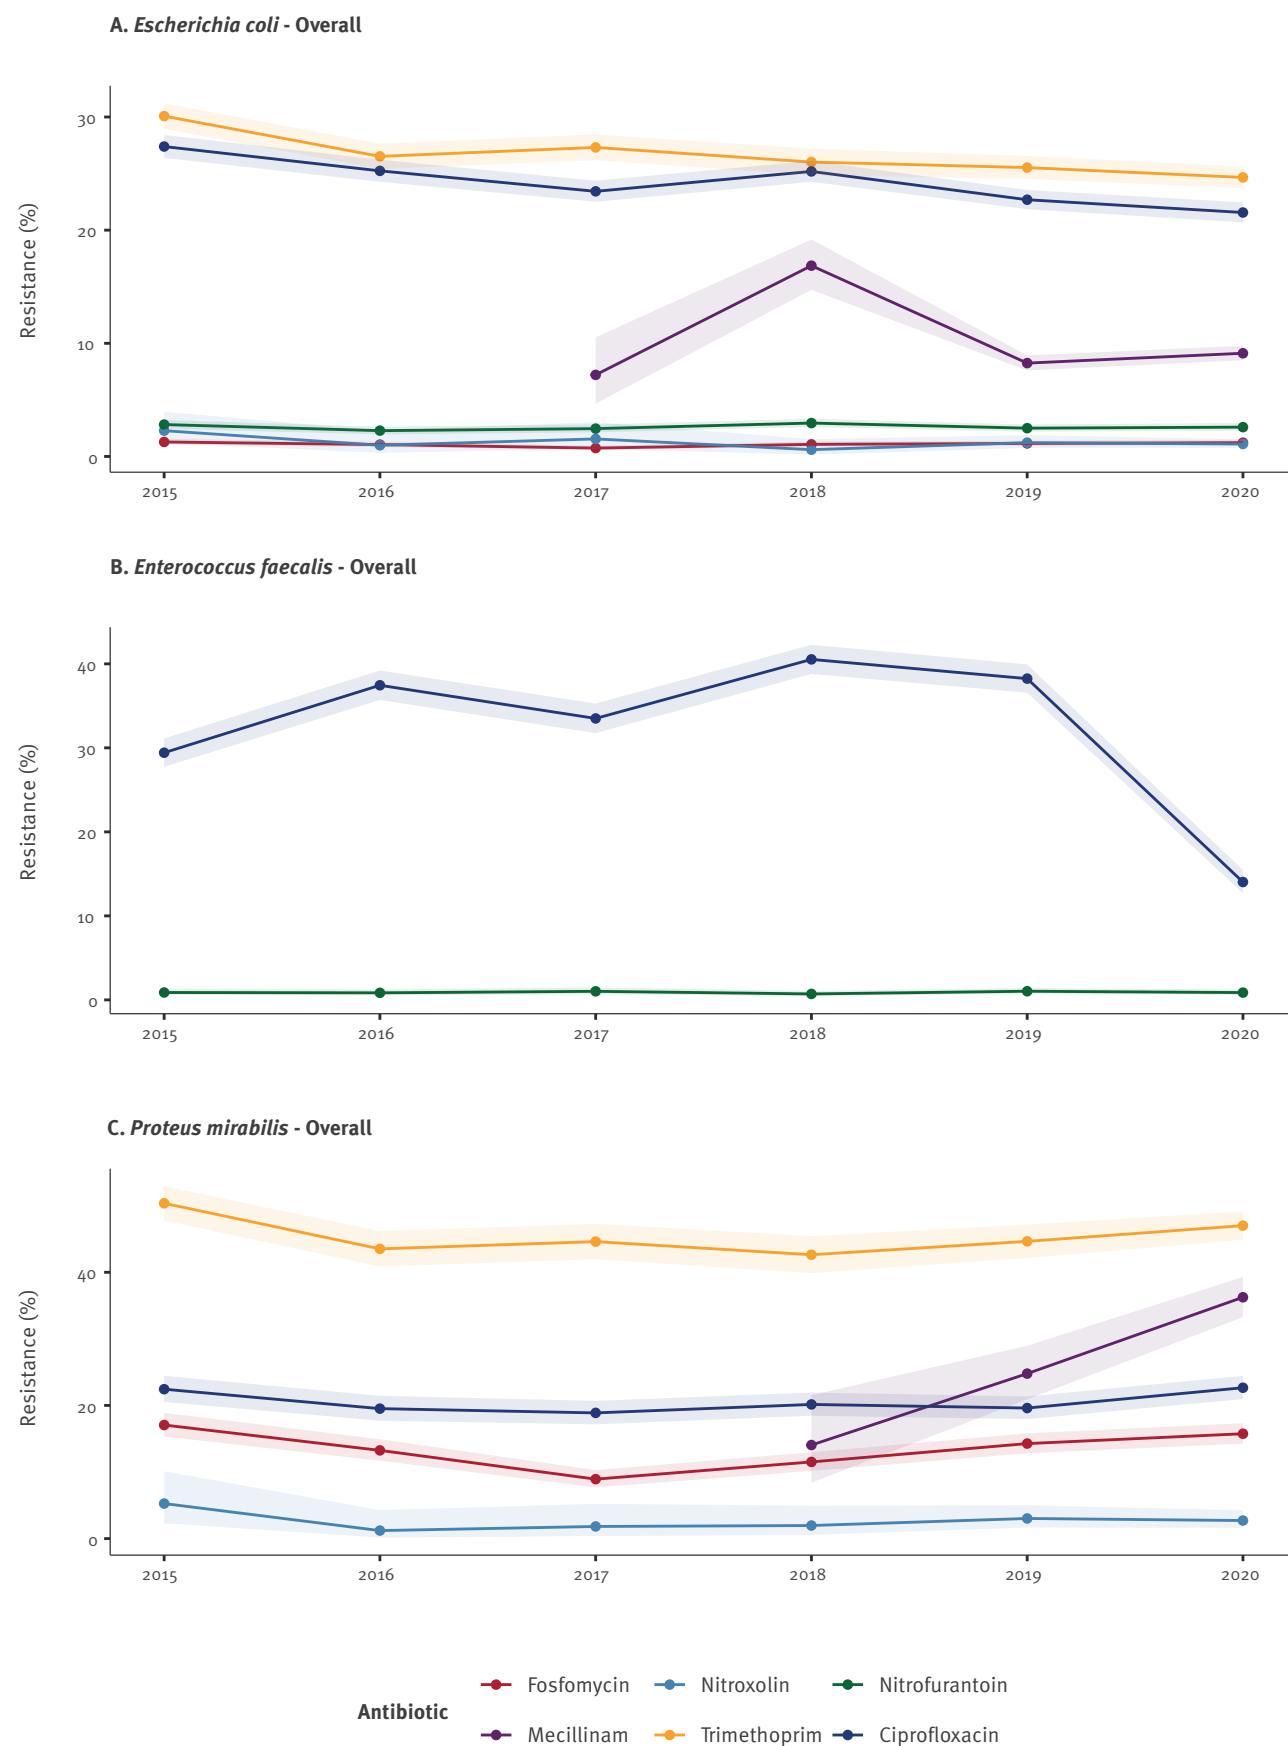 A. Escherichia coli - Overall
Resistance (%)
30
20
10
0
2015 2016 2017 2018 2019 2020
B. Enterococcus faecalis - Overall
Resistance (%)
40
30
20
10
0
2015 2016 2017 2018 2019 2020
C. Proteus mirabilis - Overall
Resistance (%)
40
20
0
2015 2016 2017 2018 2019 2020
Antibiotic
Fosfomycin Nitroxolin Nitrofurantoin
Mecillinam Trimethoprim Ciprofloxacin